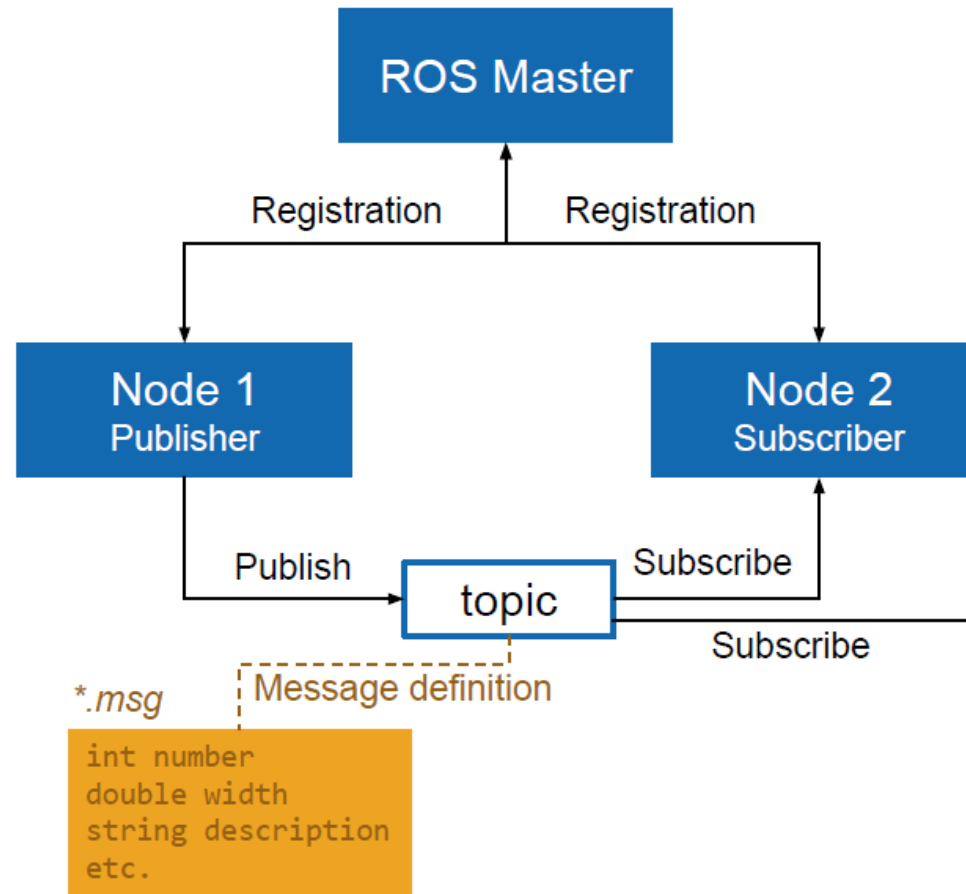 ROS Master
Registration
Registration
Node 1
Publisher
Node 2
Subscriber
Publish
topic
Subscribe
Subscribe
*.msg
Message definition
int number
double width
string description
etc.